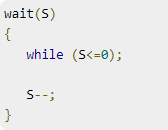 wait(S)
{
while (S<=0);
S--;
}